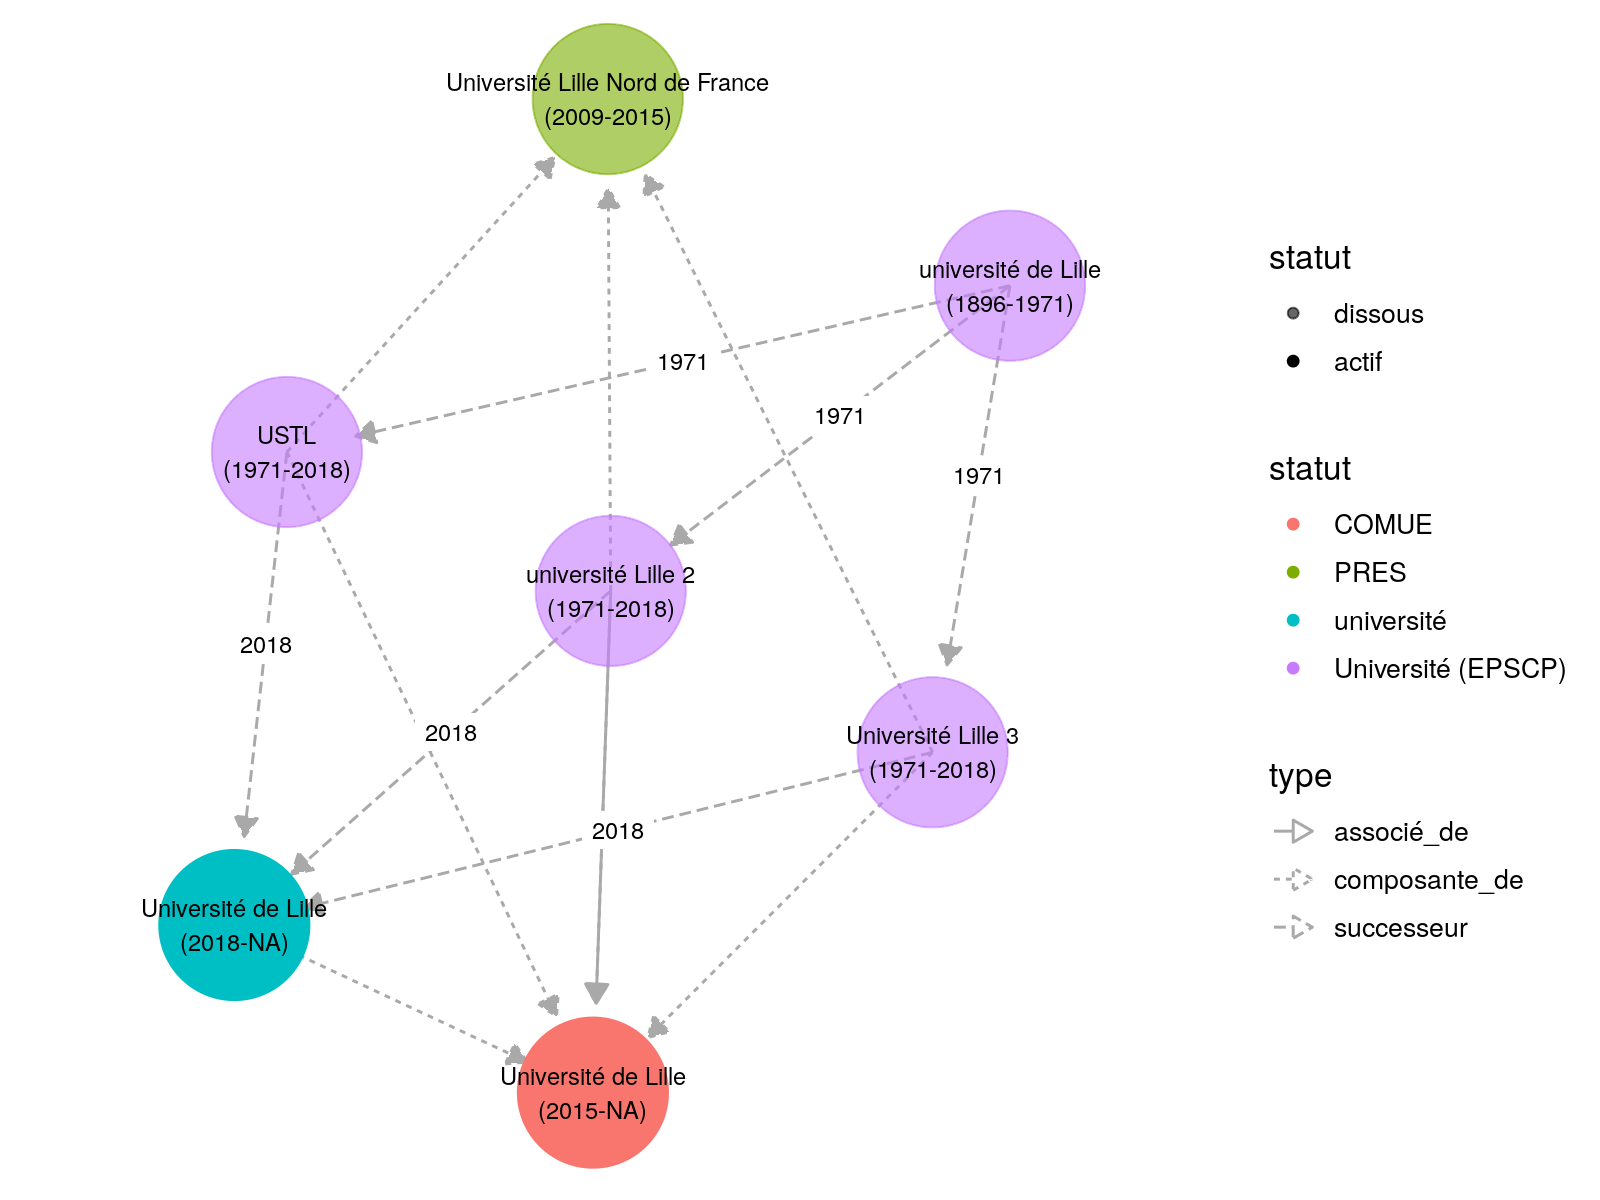 Université Lille Nord de France
(2009-2015)
université de Lille
(1896-1971)
1971
1971
1971
USTL
(1971-2018)
université Lille 2
(1971-2018)
2018
2018
Université Lille 3
(1971-2018)
2018
Université de Lille
(2018-NA)
Université de Lille
(2015-NA)
statut
dissous
actif
statut
COMUE
PRES
université
Université (EPSCP)
type
associé_de
composante_de
successeur